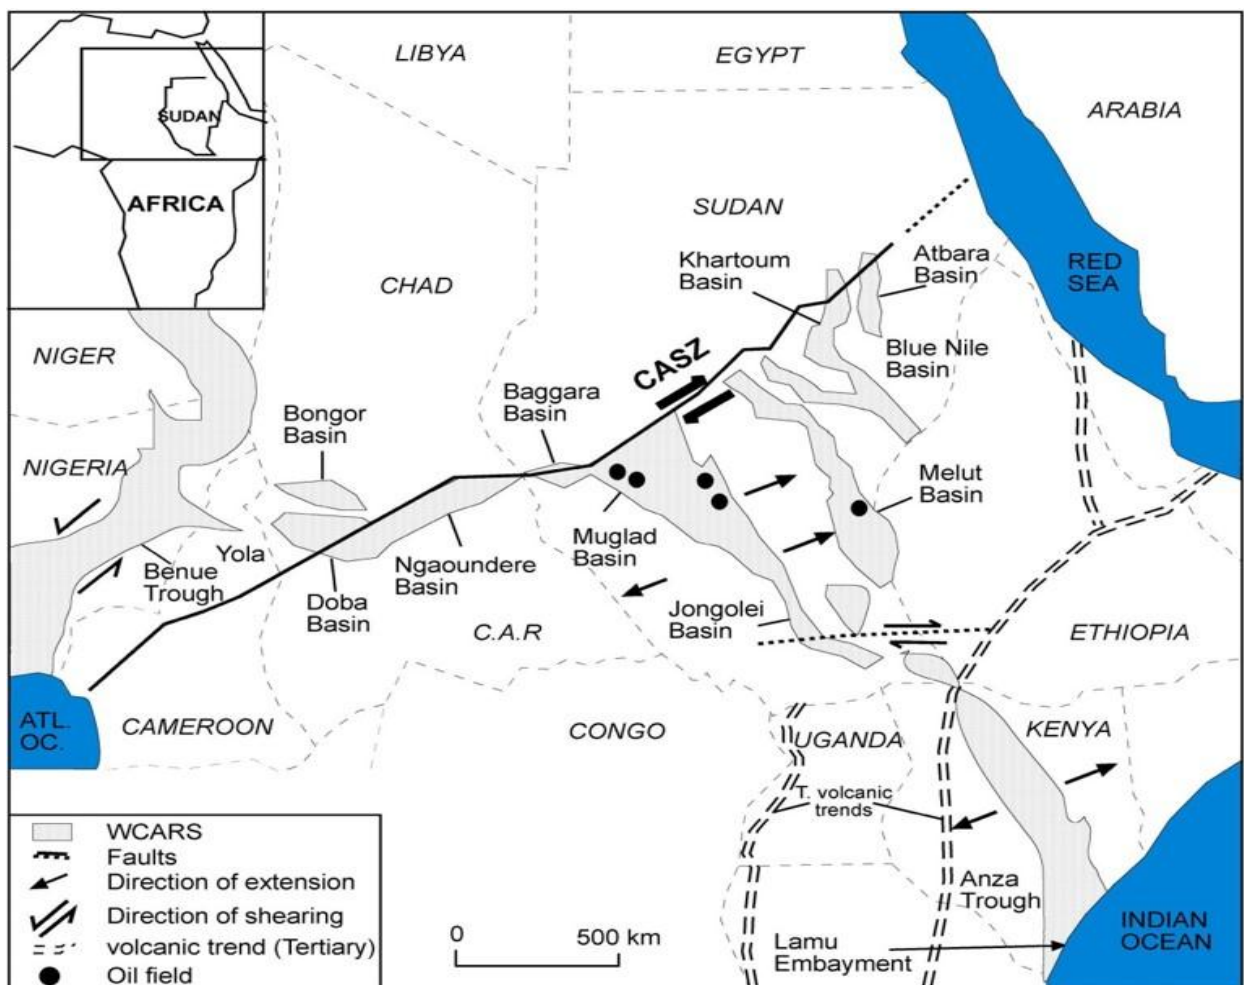 LIBYA
EGYPT
ARABIA
SUDAN
AFRICA
SUDAN
Khartoum
Basin
Atbara
Basin
RED
SEA
CHAD
NIGER
Blue Nile
Basin
CASZ
Baggara
Basin
Bongor
Basin
NIGERIA
Melut
Basin
Muglad
Basin
Yola
Benue
Trough
Ngaoundere
Basin
Doba
Basin
Jongolei
Basin
C.A.R
ETHIOPIA
ATL.
OC.
CAMEROON
CONGO
UGANDA
KENYA
T. volcanic
trends
Anza
Trough
INDIAN
OCEAN
Lamu
Embayment
WCARS
Faults
Direction of extension
Direction of shearing
volcanic trend (Tertiary)
Oil field
0
500 km